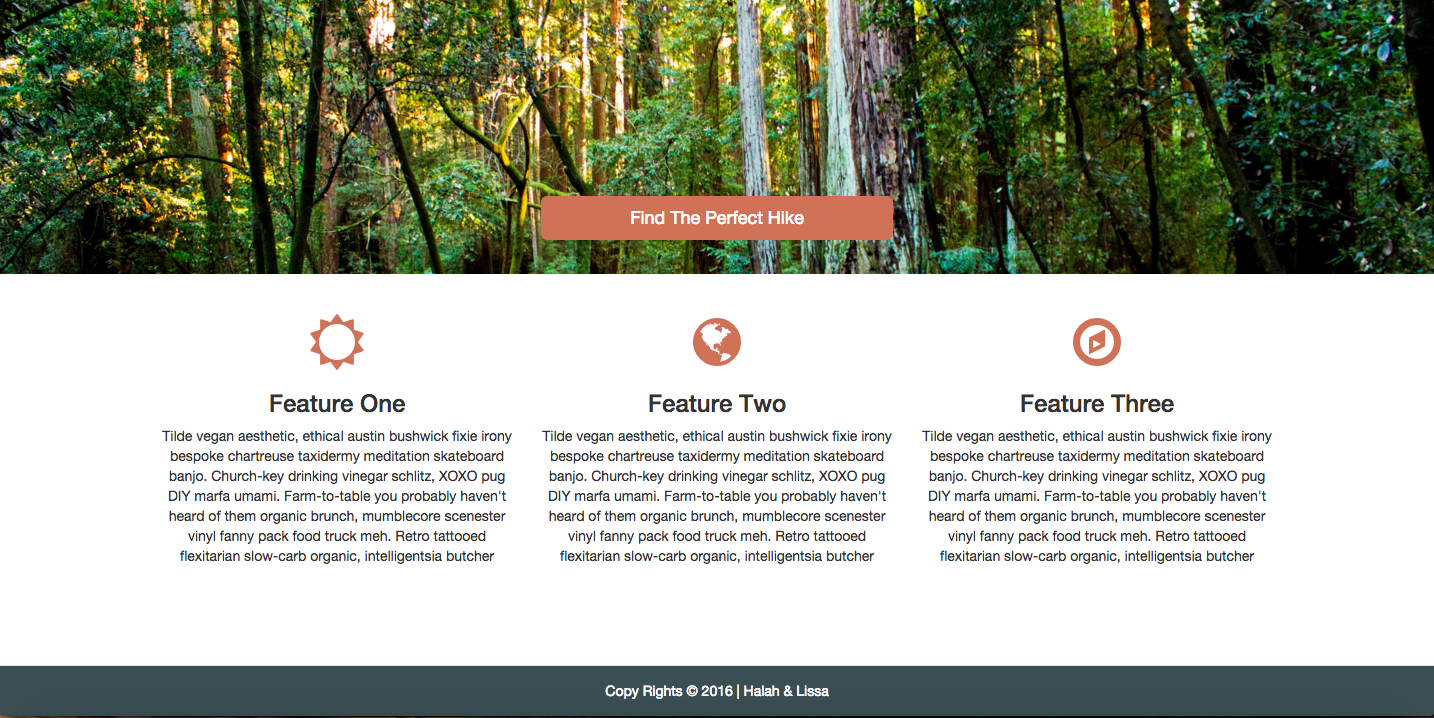 Find The Perfect Hike
Feature One
Tilde vegan aesthetic, ethical austin bushwick fixie irony
bespoke chartreuse taxidermy meditation skateboard
banjo. Church-key drinking vinegar schlitz, XOXO pug
DIY marfa umami. Farm-to-table you probably haven't
heard of them organic brunch, mumblecore scenester
vinyl fanny pack food truck meh. Retro tattooed
flexitarian slow-carb organic, intelligentsia butcher
Feature Two
Tilde vegan aesthetic, ethical austin bushwick fixie irony
bespoke chartreuse taxidermy meditation skateboard
banjo. Church-key drinking vinegar schlitz, XOXO pug
DIY marfa umami. Farm-to-table you probably haven't
heard of them organic brunch, mumblecore scenester
vinyl fanny pack food truck meh. Retro tattooed
flexitarian slow-carb organic, intelligentsia butcher
Feature Three
Tilde vegan aesthetic, ethical austin bushwick fixie irony
bespoke chartreuse taxidermy meditation skateboard
banjo. Church-key drinking vinegar schlitz, XOXO pug
DIY marfa umami. Farm-to-table you probably haven't
heard of them organic brunch, mumblecore scenester
vinyl fanny pack food truck meh. Retro tattooed
flexitarian slow-carb organic, intelligentsia butcher
Copy Rights © 2016 | Halah & Lissa